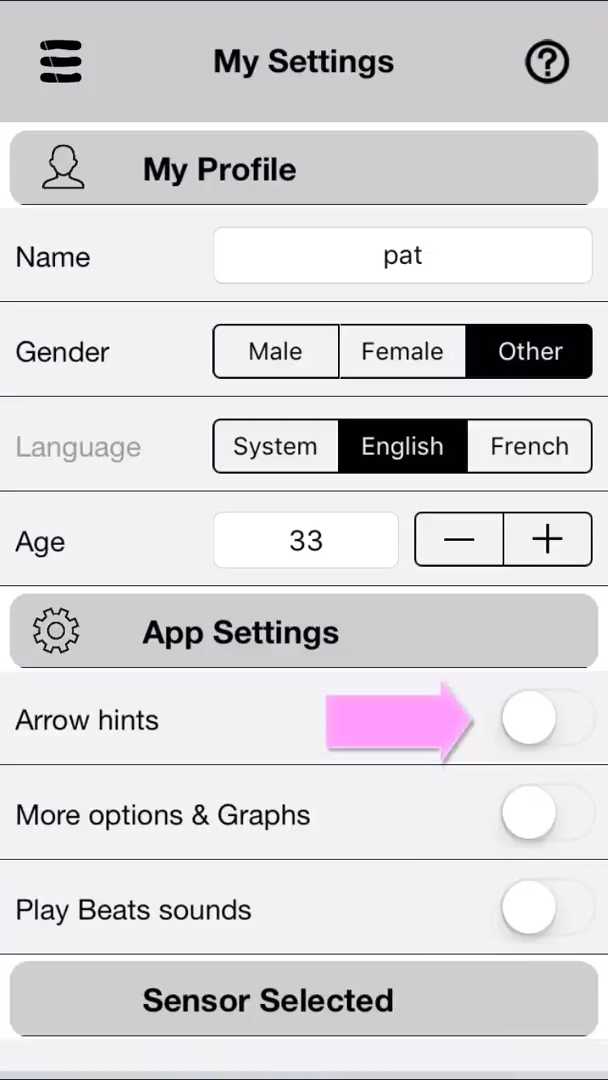 My Settings
My Profile
Name pat
Gender Male Female Other
Language System English French
Age 33 — +
App Settings
Arrow hints
More options & Graphs
Play Beats sounds
Sensor Selected